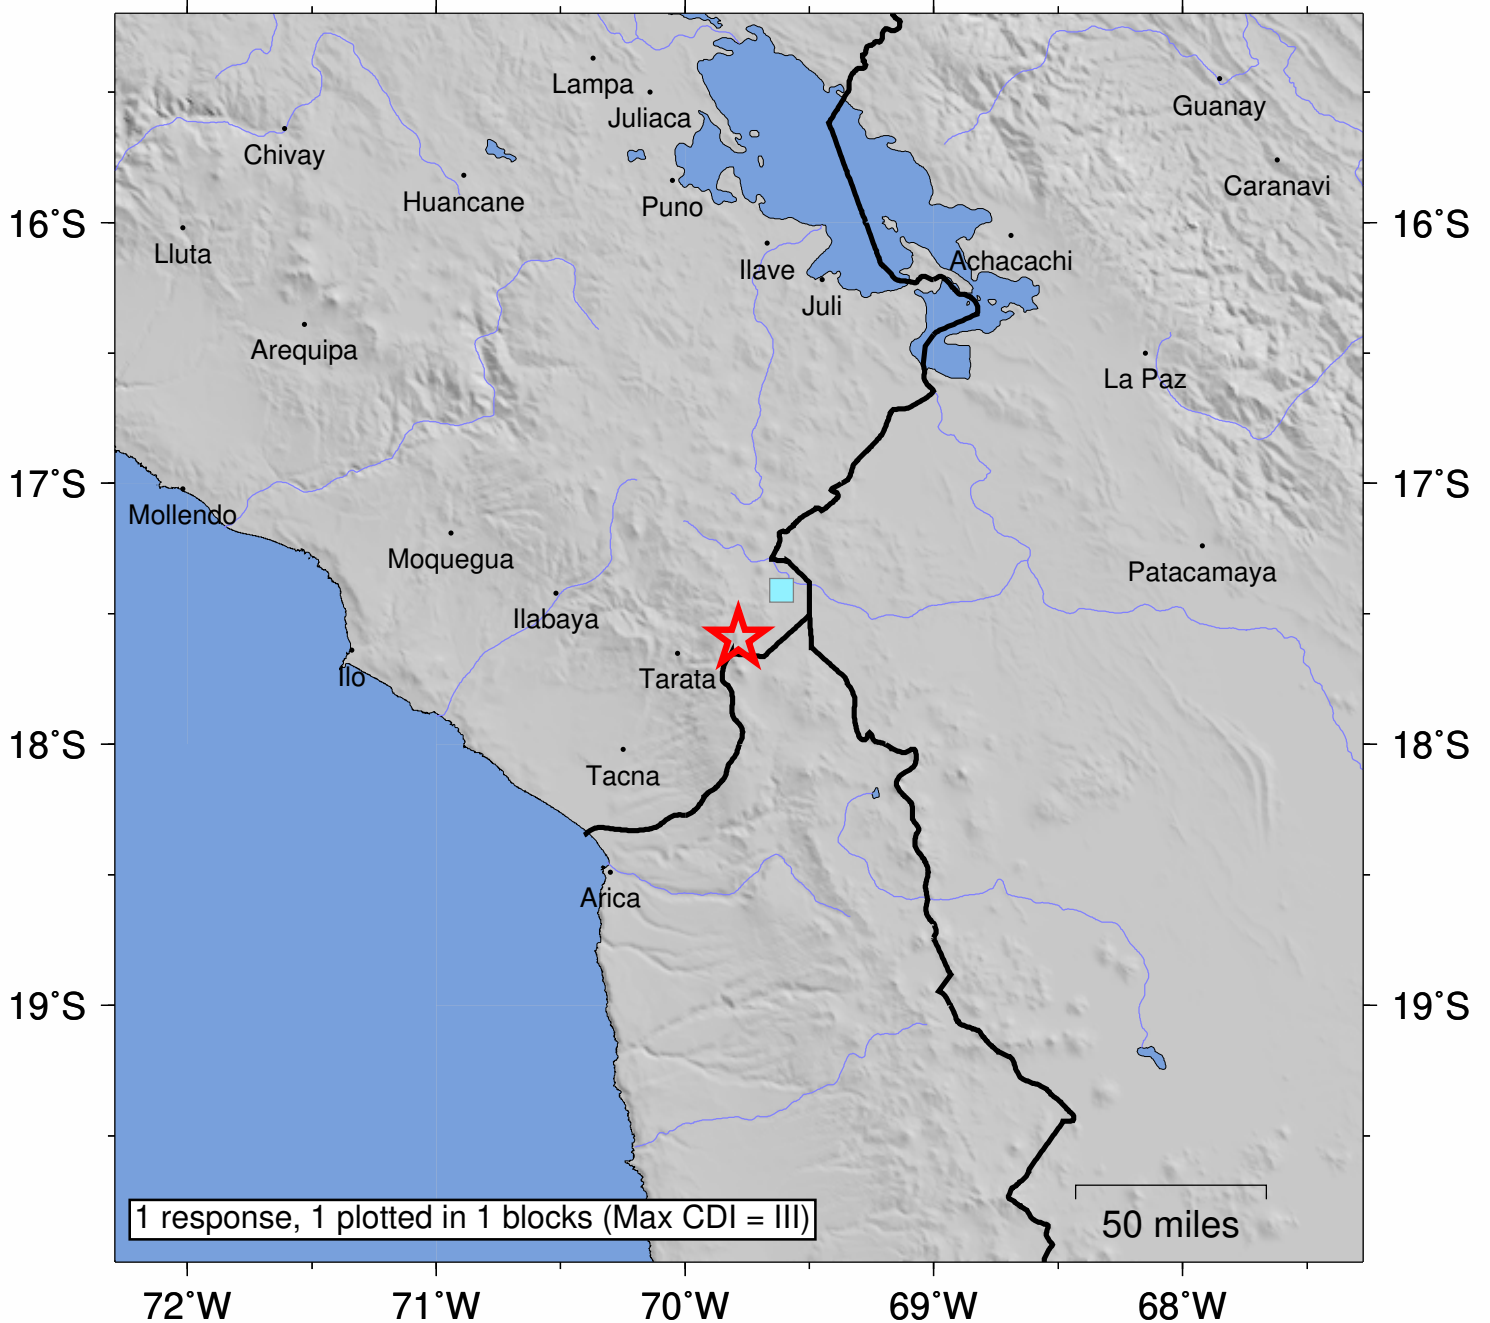 Lampa
Juliaca
Guanay
Chivay
Caranavi
Huancane
Puno
16°S
16°S
Lluta
Achacachi
Ilave
Juli
Arequipa
La Paz
17°S
17°S
Mollendo
Moquegua
Patacamaya
Ilabaya
Ilo
Tarata
18°S
18°S
Tacna
Arica
19°S
19°S
1 response, 1 plotted in 1 blocks (Max CDI = III)
50 miles
72°W
71°W
70°W
69°W
68°W